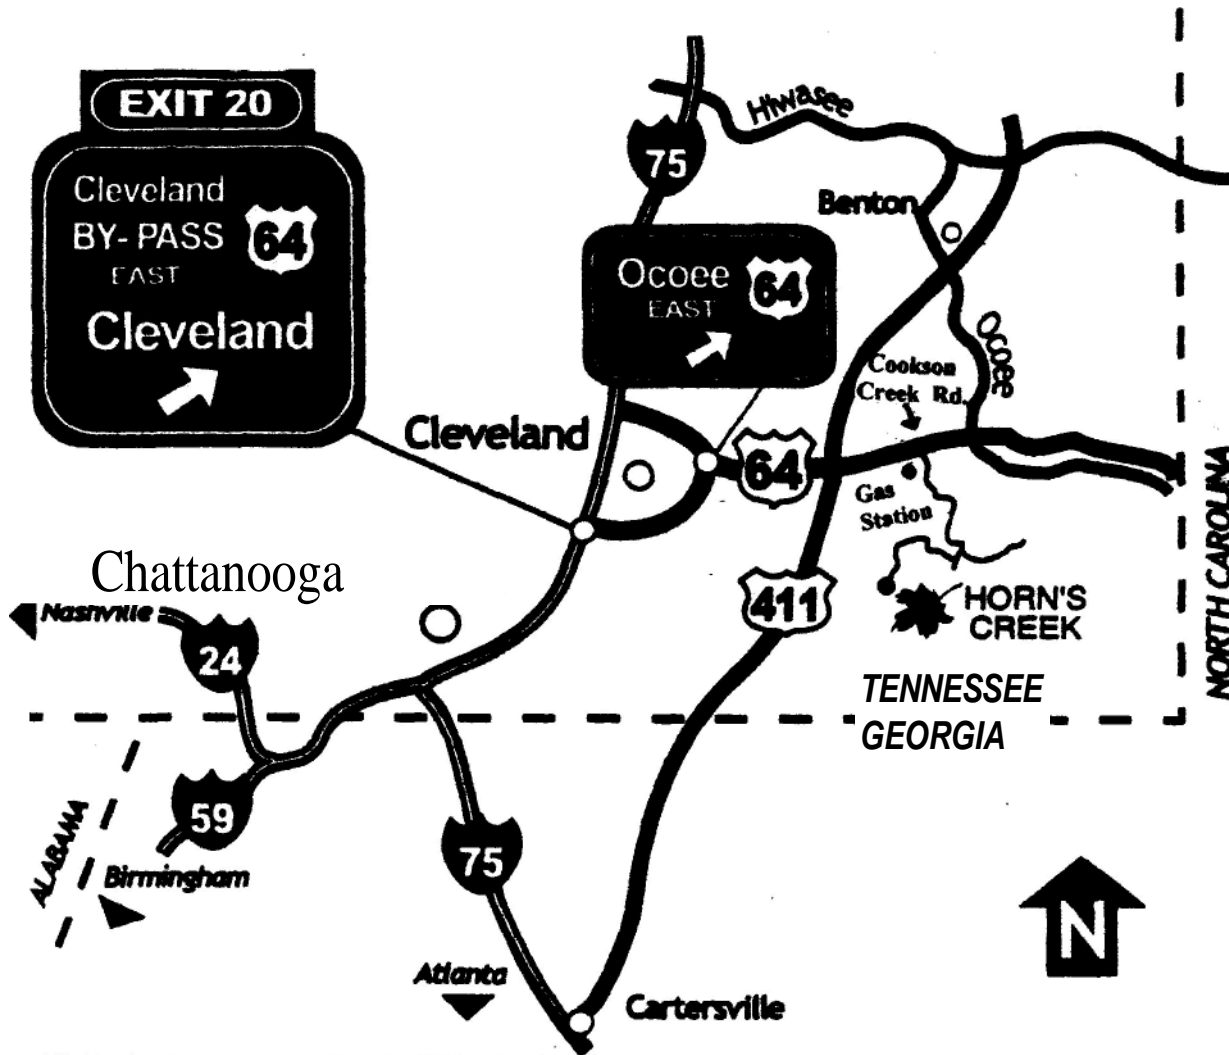 EXIT 20
Cleveland
BY-PASS
EAST
64
Cleveland
75
Hiwasee
Benton
Ocoee
EAST
64
Ocoee
Cookson
Creek Rd.
Cleveland
64
Gas
Station
NORTH CAROLINA
Chattanooga
Nashville
24
411
HORN'S
CREEK
TENNESSEE
GEORGIA
59
ALABAMA
Birmingham
75
Atlanta
Cartersville
N